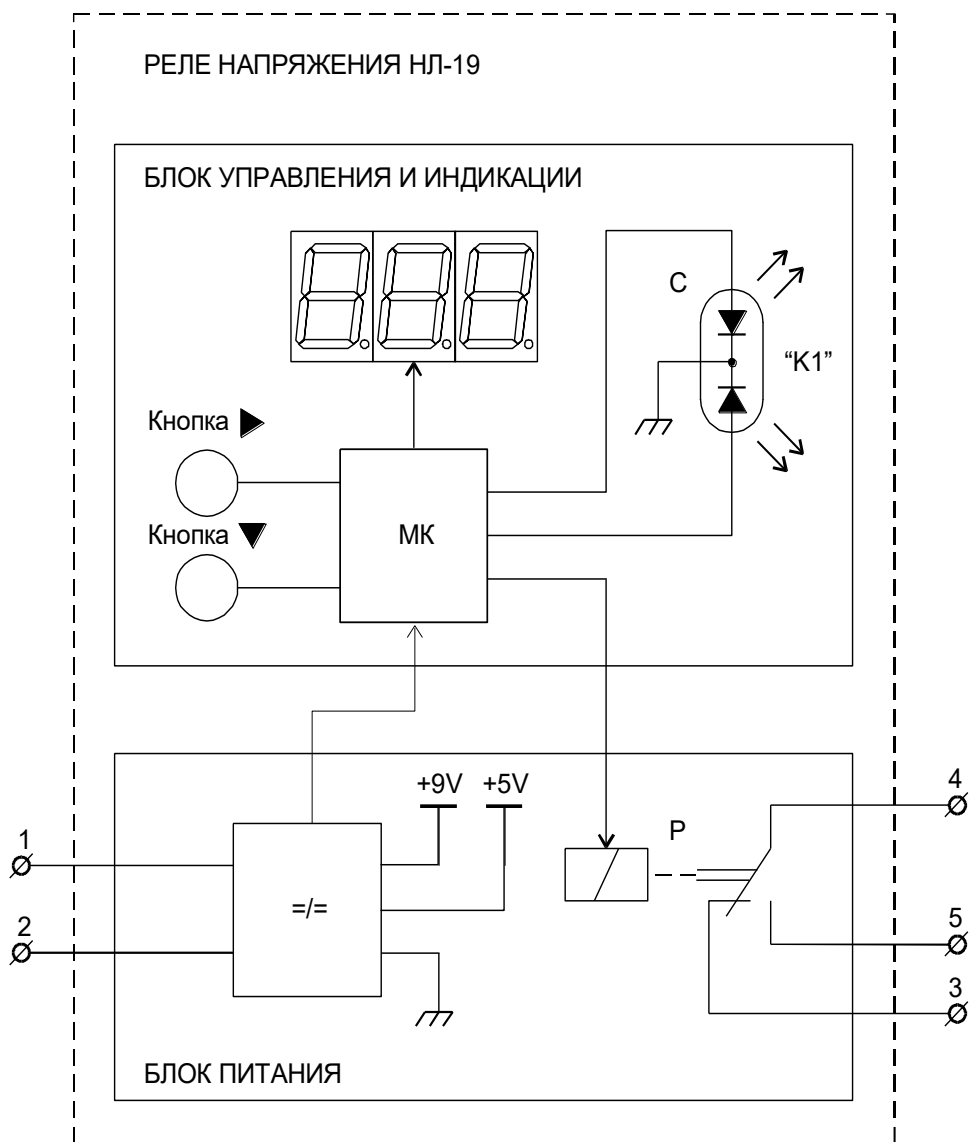 РЕЛЕ НАПРЯЖЕНИЯ НЛ-19
БЛОК УПРАВЛЕНИЯ И ИНДИКАЦИИ
С
“K1”
Кнопка ▶
Кнопка ▼
МК
+9V +5V
4
Р
1
=/=
2
5
3
БЛОК ПИТАНИЯ